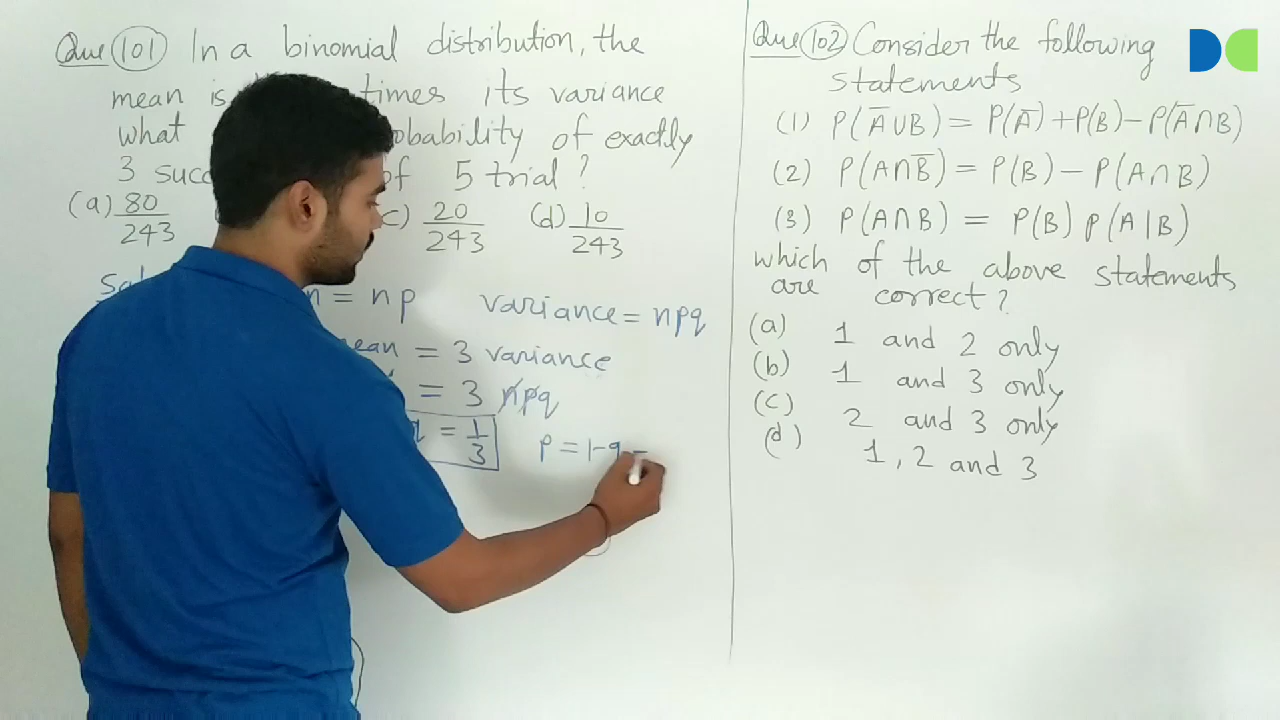 Que 101 In a binomial distribution, the
mean is times its variance
what obability of exactly
3 succ of 5 trial ?
(a) 80/243 c) 20/243 (d) 10/243
Sol
n = np variance = npq
mean = 3 variance
= 3 npq
q = 1/3 p = 1-q =
Que 102 Consider the following
statements
(1) P(A̅∪B) = P(A̅) + P(B) - P(A̅∩B)
(2) P(A∩B̅) = P(B) - P(A∩B)
(3) P(A∩B) = P(B) P(A|B)
which of the above statements
are correct ?
(a) 1 and 2 only
(b) 1 and 3 only
(c) 2 and 3 only
(d) 1, 2 and 3
DC